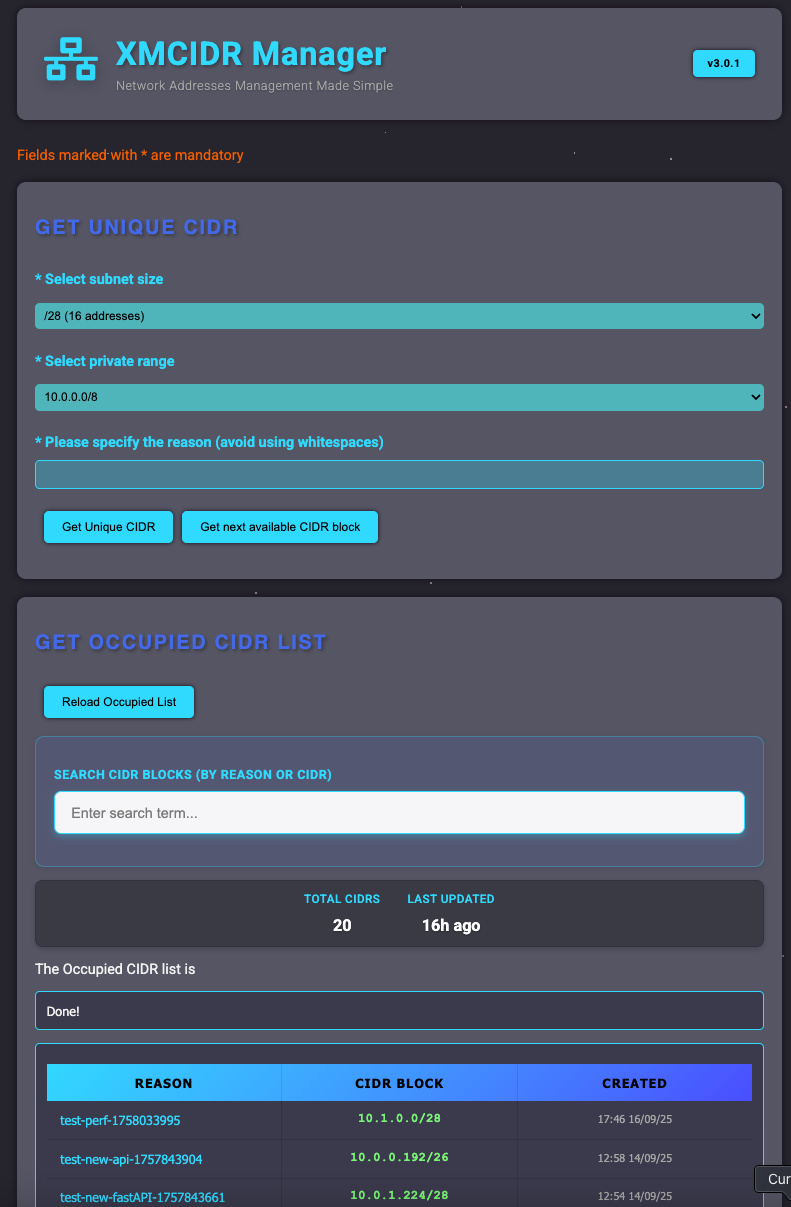 XMCIDR Manager
Network Addresses Management Made Simple
v3.0.1
Fields marked with * are mandatory
GET UNIQUE CIDR
* Select subnet size
/28 (16 addresses)
* Select private range
10.0.0.0/8
* Please specify the reason (avoid using whitespaces)
Get Unique CIDR
Get next available CIDR block
GET OCCUPIED CIDR LIST
Reload Occupied List
SEARCH CIDR BLOCKS (BY REASON OR CIDR)
Enter search term...
TOTAL CIDRS LAST UPDATED
20 16h ago
The Occupied CIDR list is
Done!
REASON CIDR BLOCK CREATED
test-perf-1758033995 10.1.0.0/28 17:46 16/09/25
test-new-api-1757843904 10.0.0.192/26 12:58 14/09/25
test-new-fastAPI-1757843661 10.0.1.224/28 12:54 14/09/25
Cur